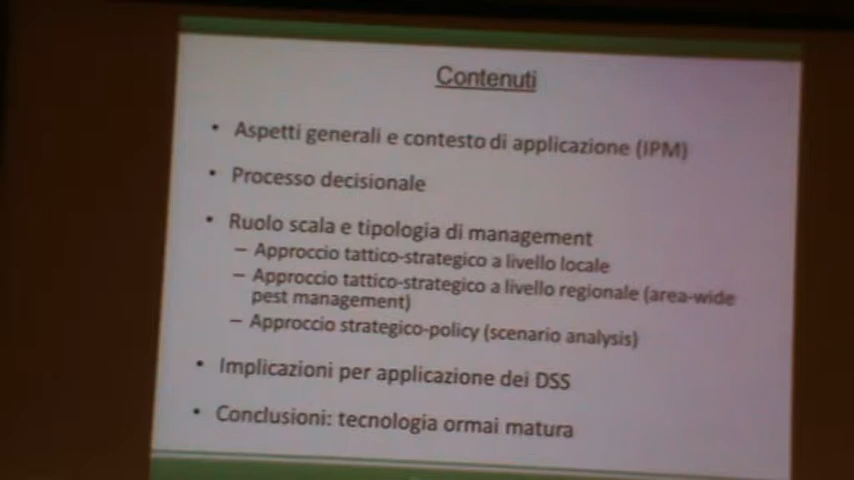 Contenuti
• Aspetti generali e contesto di applicazione (IPM)
• Processo decisionale
• Ruolo scala e tipologia di management
– Approccio tattico-strategico a livello locale
– Approccio tattico-strategico a livello regionale (area-wide
pest management)
– Approccio strategico-policy (scenario analysis)
• Implicazioni per applicazione dei DSS
• Conclusioni: tecnologia ormai matura